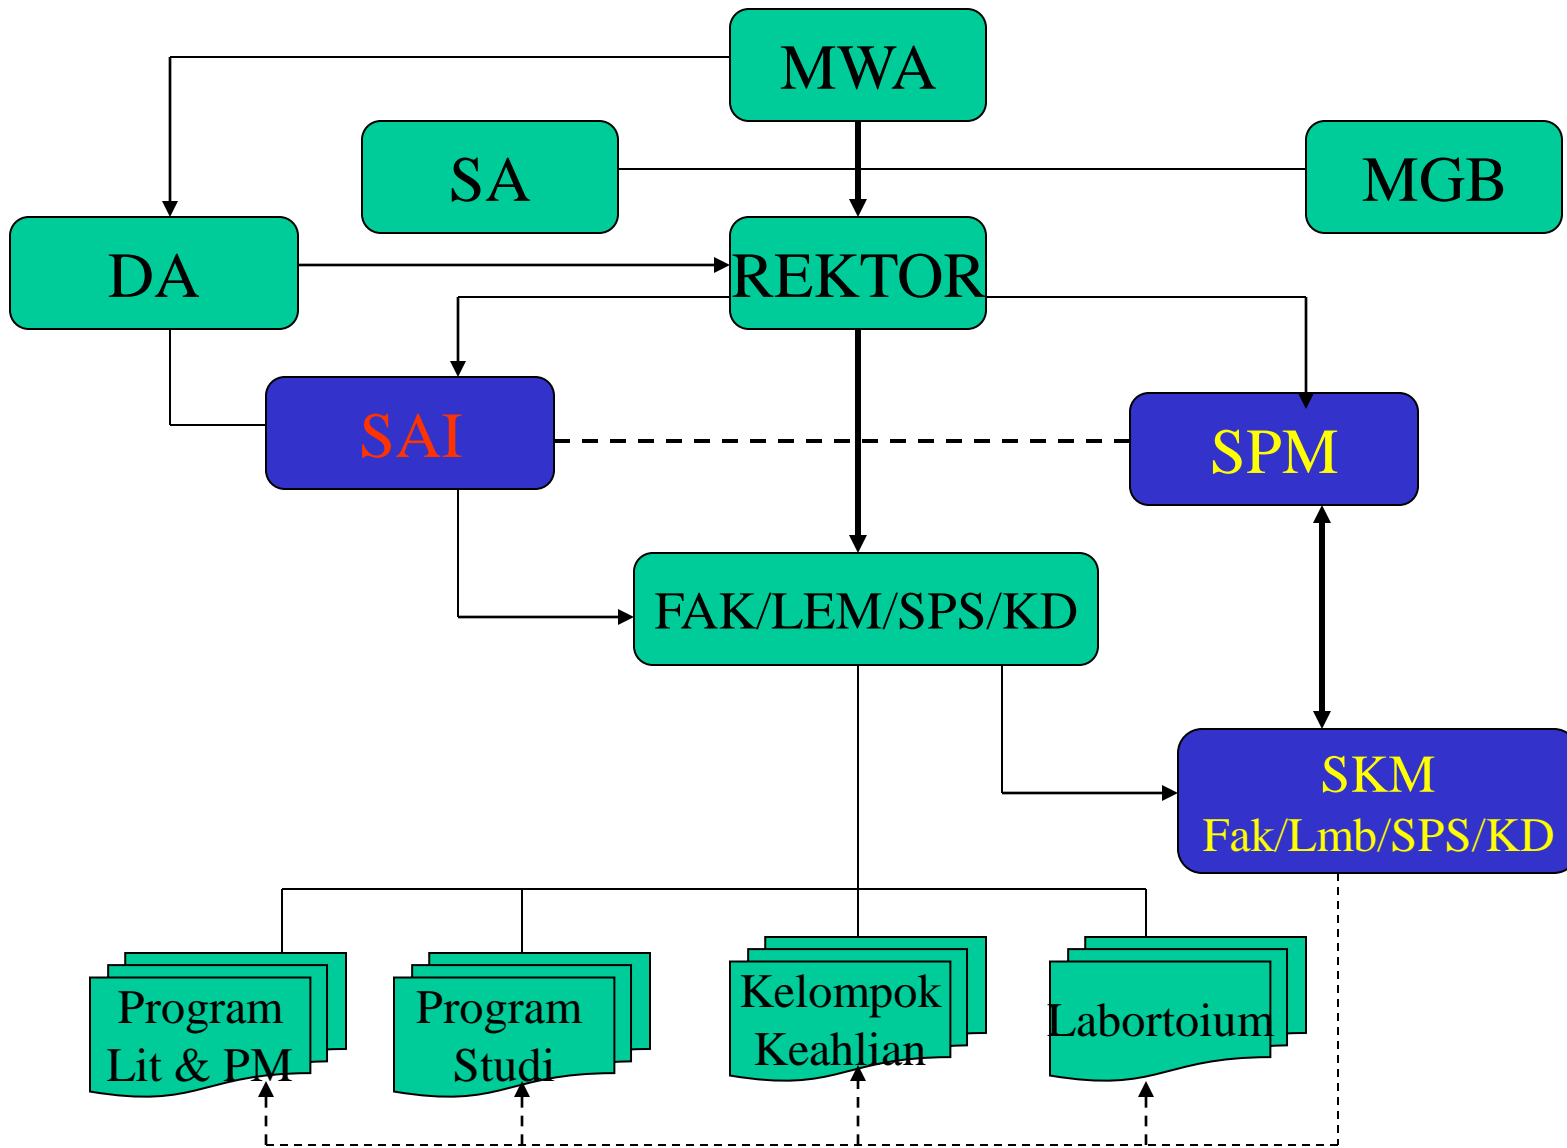 MWA
SA
MGB
DA
REKTOR
SAI
SPM
FAK/LEM/SPS/KD
SKM
Fak/Lmb/SPS/KD
Program
Lit & PM
Program
Studi
Kelompok
Keahlian
Labortoium